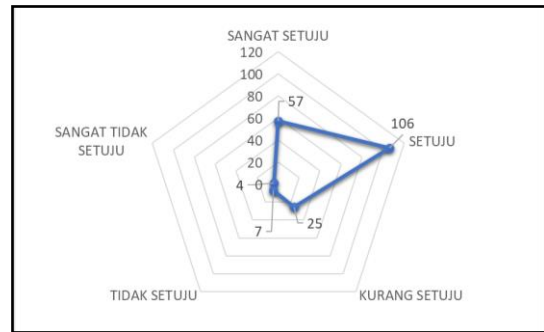 SANGAT SETUJU
120
100
80
60
40
20
0
57
106
SETUJU
25
KURANG SETUJU
7
TIDAK SETUJU
4
SANGAT TIDAK
SETUJU